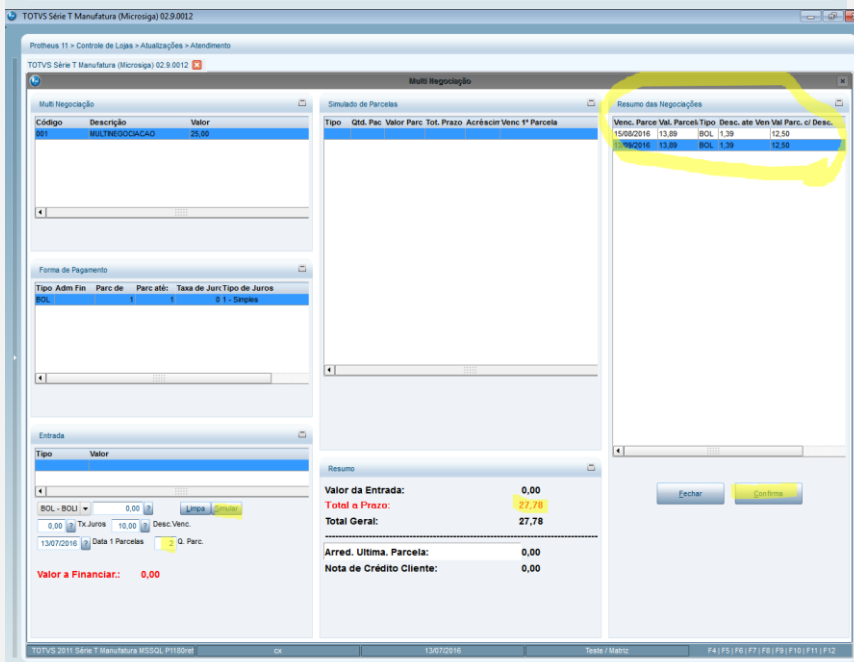 TOTVS Série T Manufatura (Microsiga) 02.9.0012
Protheus 11 > Controle de Lojas > Atualizações > Atendimento
TOTVS Série T Manufatura (Microsiga) 02.9.0012
Multi Negociação
Multi Negociação
Código Descrição Valor
001 MULTINEGOCIACAO 25,00
Forma de Pagamento
Tipo Adm Fin Parc de Parc até: Taxa de Jurc Tipo de Juros
BOL 1 1 0 1 - Simples
Entrada
Tipo Valor
BOL - BOLI 0,00 Limpa Simular
0,00 Tx.Juros 10,00 Desc.Venc.
13/07/2016 Data 1 Parcelas 2 Q. Parc.
Valor a Financiar.: 0,00
Simulado de Parcelas
Tipo Qtd. Pac Valor Parc Tot. Prazo Acréscim Venc 1ª Parcela
Resumo
Valor da Entrada: 0,00
Total a Prazo: 27,78
Total Geral: 27,78
Arred. Ultima. Parcela: 0,00
Nota de Crédito Cliente: 0,00
Resumo das Negociações
Venc. Parce Val. Parcel Tipo Desc. ate Ven Val Parc. c/ Desc.
15/08/2016 13,89 BOL 1,39 12,50
13/09/2016 13,89 BOL 1,39 12,50
Fechar Confirma
TOTVS 2011 Série T Manufatura MSSQL P1180ret cx 13/07/2016 Teste / Matriz F4 | F5 | F6 | F7 | F8 | F9 | F10 | F11 | F12